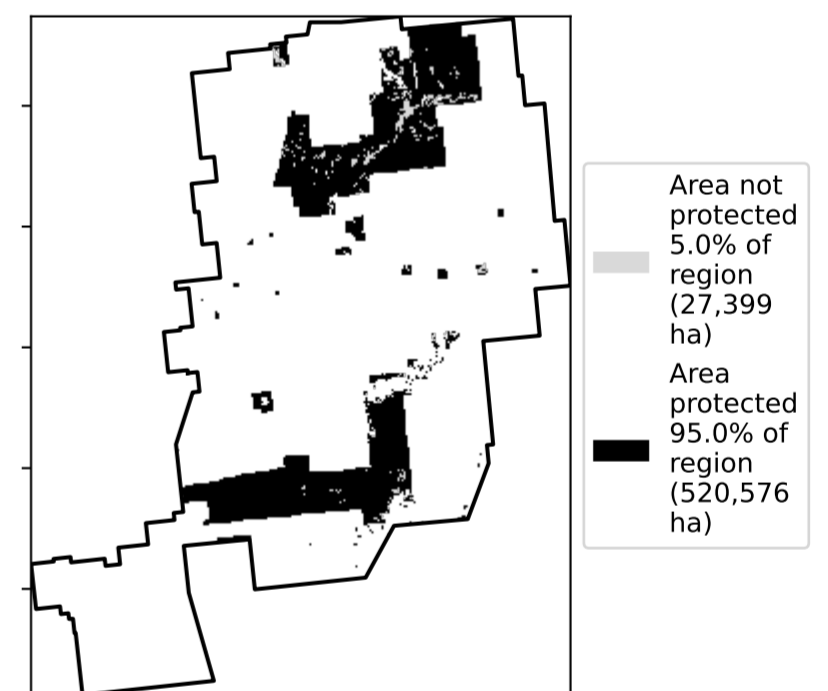 Area not
protected
5.0% of
region
(27,399
ha)
Area
protected
95.0% of
region
(520,576
ha)